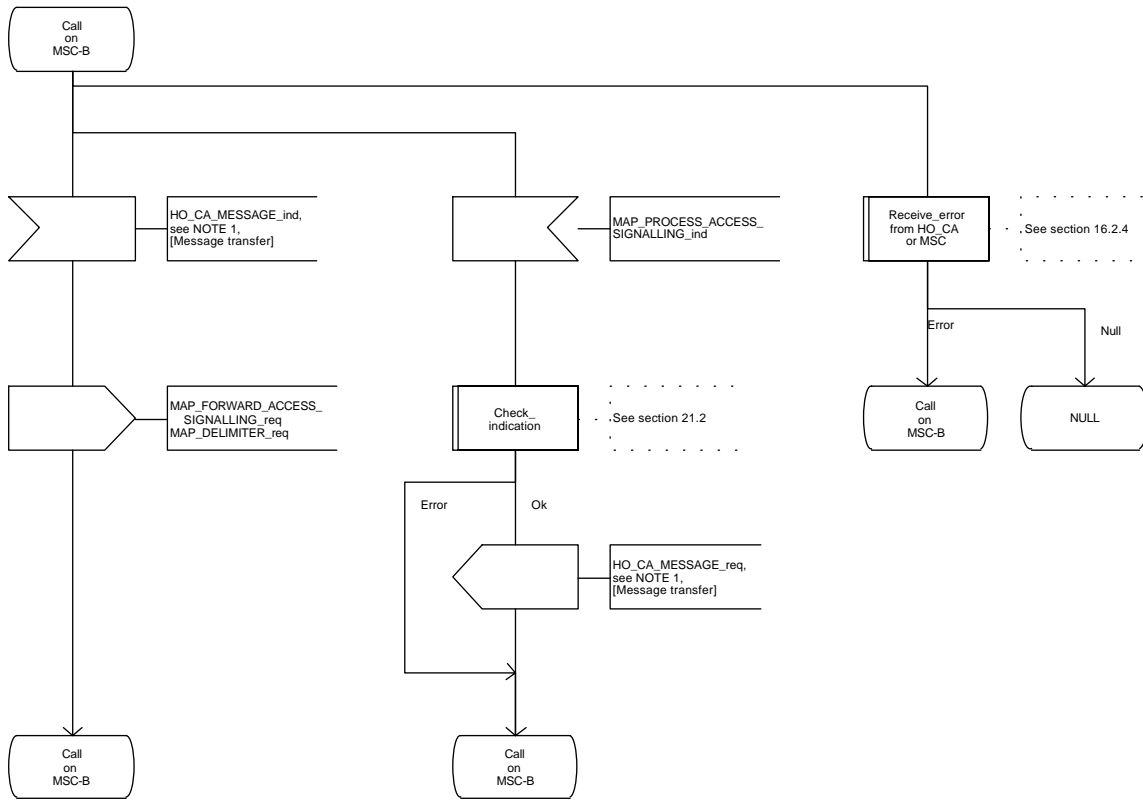 Call
on
MSC-B
HO_CA_MESSAGE_ind,
see NOTE 1,
[Message transfer]
MAP_PROCESS_ACCESS_
SIGNALLING_ind
Receive_error
from HO_CA
or MSC
See section 16.2.4
Error
Null
MAP_FORWARD_ACCESS_
SIGNALLING_req
MAP_DELIMITER_req
Check_
indication
See section 21.2
Call
on
MSC-B
NULL
Error
Ok
HO_CA_MESSAGE_req,
see NOTE 1,
[Message transfer]
Call
on
MSC-B
Call
on
MSC-B